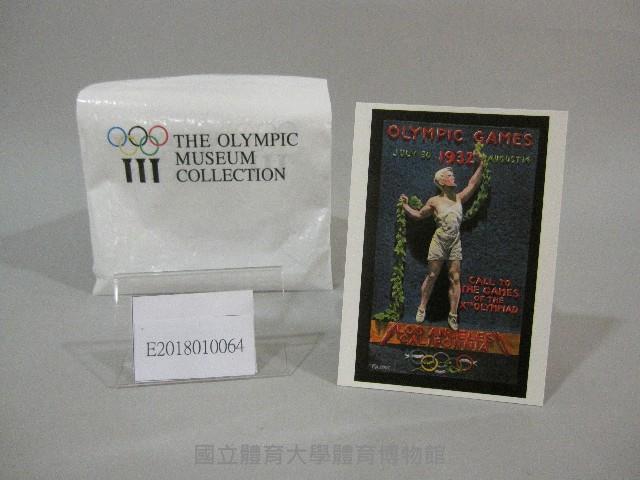 THE OLYMPIC
MUSEUM
COLLECTION
OLYMPIC GAMES
JULY 30 1932 AUGUST 14
CALL TO
THE GAMES
OF THE
XTH OLYMPIAD
LOS ANGELES
CALIFORNIA
E2018010064
國立體育大學體育博物館